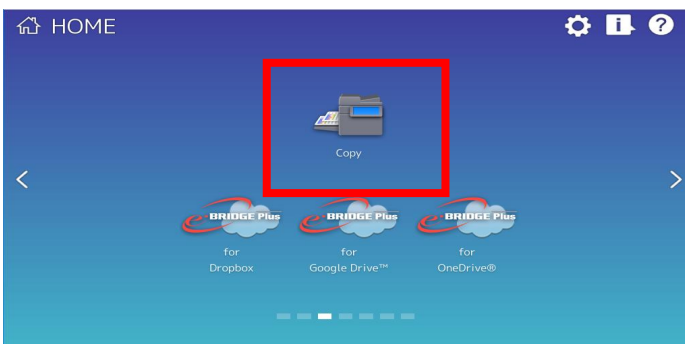 HOME
i ?
Copy
e-BRIDGE Plus e-BRIDGE Plus e-BRIDGE Plus
for for for
Dropbox Google Drive™ OneDrive®